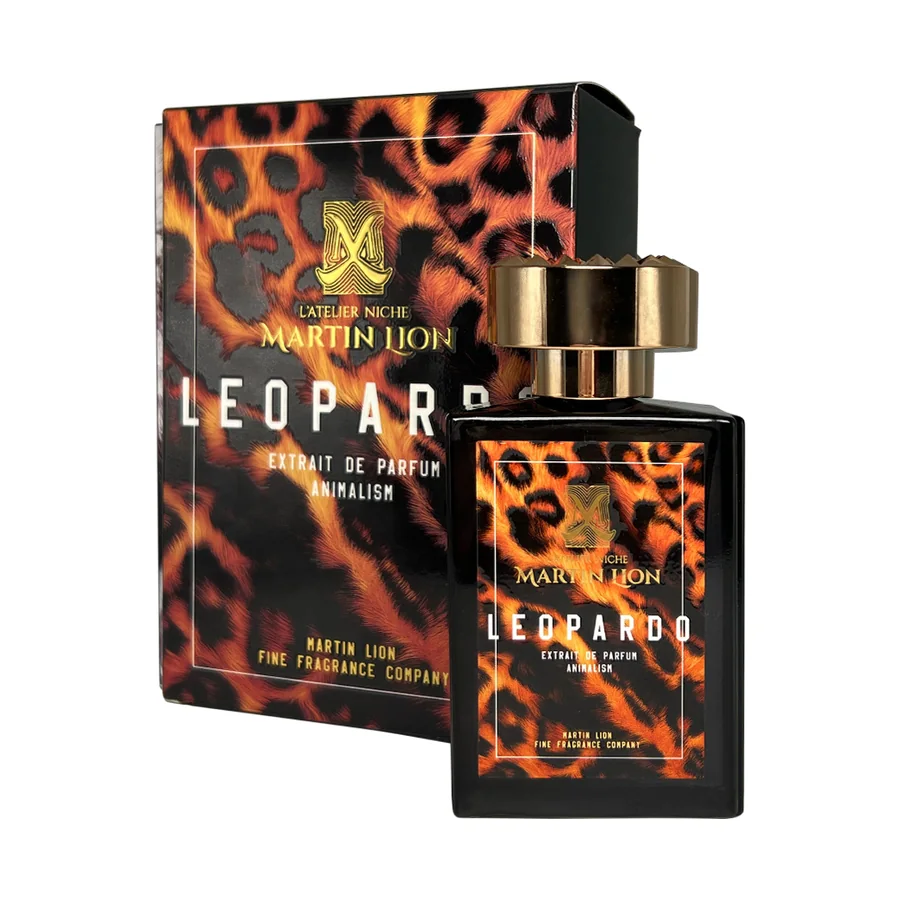 L'ATELIER NICHE
MARTIN LION
LEOPARD
EXTRAIT DE PARFUM
ANIMALISM
MARTIN LION
FINE FRAGRANCE COMPANY
L'ATELIER NICHE
MARTIN LION
LEOPARDO
EXTRAIT DE PARFUM
ANIMALISM
MARTIN LION
FINE FRAGRANCE COMPANY